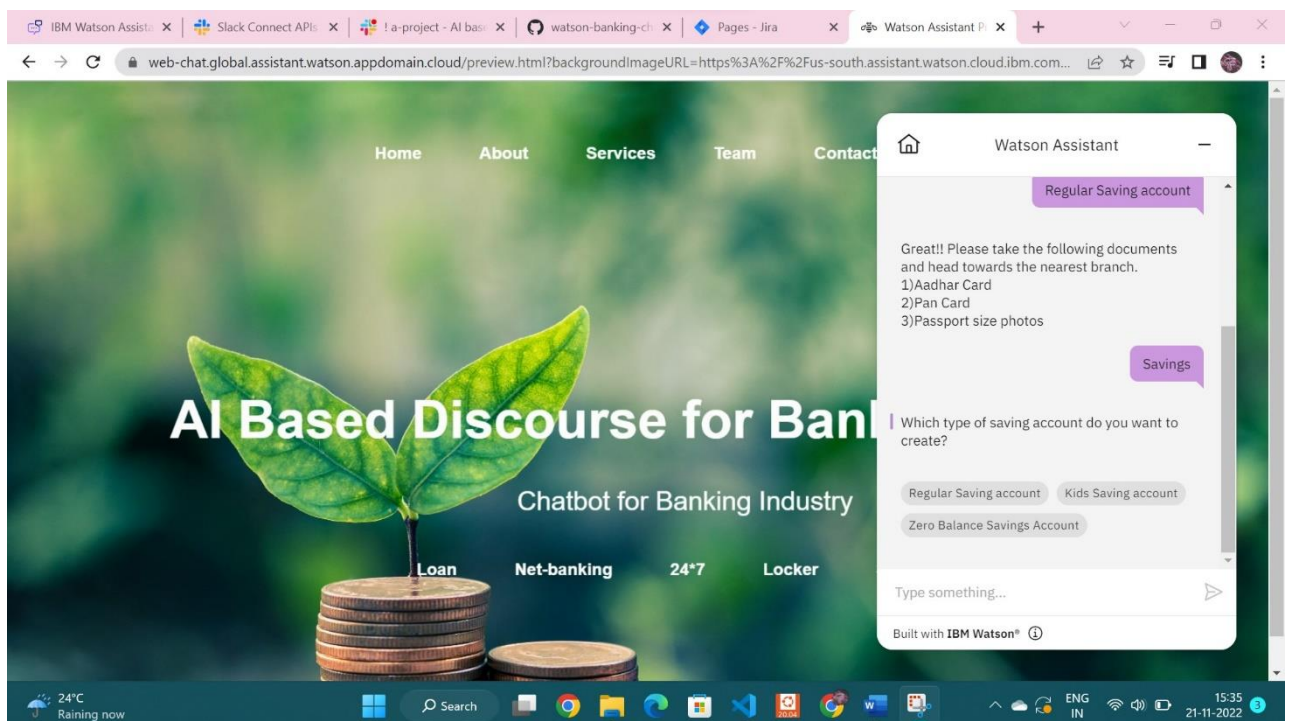 IBM Watson Assista
Slack Connect APIs
! a-project - AI base
watson-banking-ch
Pages - Jira
Watson Assistant P
web-chat.global.assistant.watson.appdomain.cloud/preview.html?backgroundImageURL=https%3A%2F%2Fus-south.assistant.watson.cloud.ibm.com...
Home About Services Team Contact
AI Based Discourse for Ban
Chatbot for Banking Industry
Loan Net-banking 24*7 Locker
Watson Assistant
Regular Saving account
Great!! Please take the following documents
and head towards the nearest branch.
1)Aadhar Card
2)Pan Card
3)Passport size photos
Savings
Which type of saving account do you want to
create?
Regular Saving account Kids Saving account
Zero Balance Savings Account
Type something...
Built with IBM Watson®
24°C
Raining now
Search
20.04
ENG
IN
15:35
21-11-2022
3